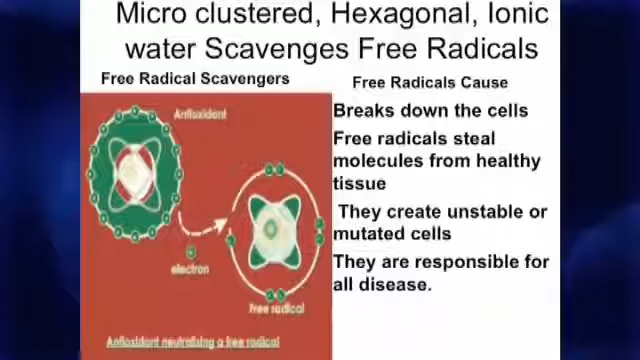 Micro clustered, Hexagonal, Ionic
water Scavenges Free Radicals
Free Radical Scavengers
Antioxidant
electron
Free radical
Antioxidant neutralising a free radical
Free Radicals Cause
Breaks down the cells
Free radicals steal
molecules from healthy
tissue
They create unstable or
mutated cells
They are responsible for
all disease.